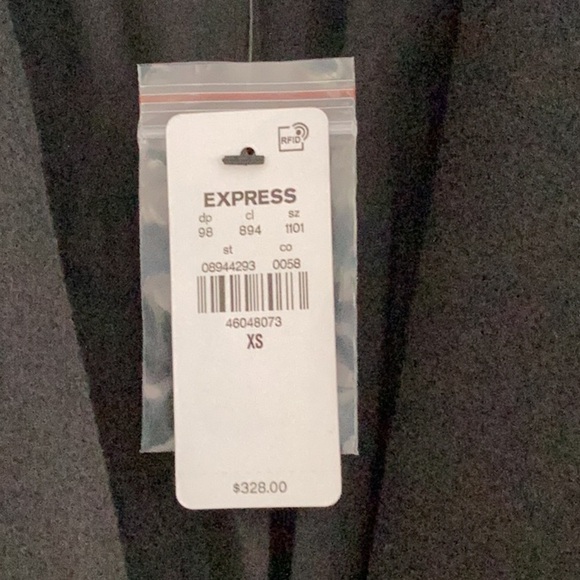 RFID
EXPRESS
dp cl sz
98 894 1101
st co
08944293 0058
46048073
XS
$328.00